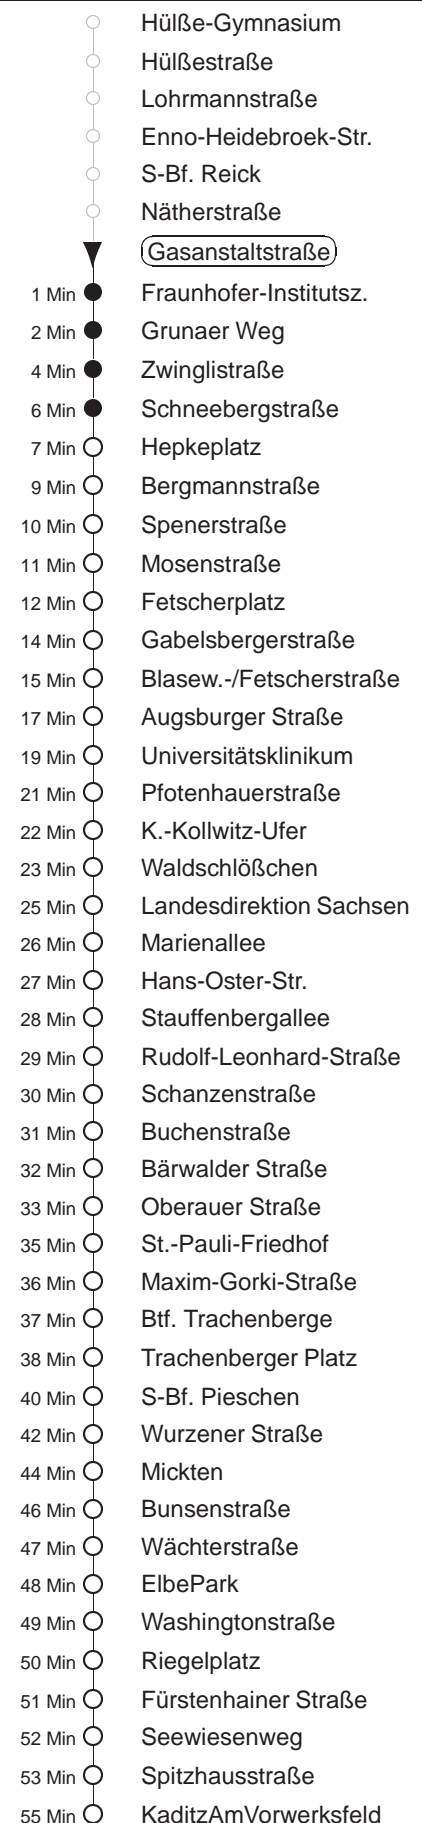 Hülße-Gymnasium
Hülßestraße
Lohrmannstraße
Enno-Heidebroek-Str.
S-Bf. Reick
Nätherstraße
Gasanstaltstraße
1 Min Fraunhofer-Institutsz.
2 Min Grunaer Weg
4 Min Zwinglistraße
6 Min Schneebergstraße
7 Min Hepkeplatz
9 Min Bergmannstraße
10 Min Spenerstraße
11 Min Mosenstraße
12 Min Fetscherplatz
14 Min Gabelsbergerstraße
15 Min Blasew.-/Fetscherstraße
17 Min Augsburger Straße
19 Min Universitätsklinikum
21 Min Pfotenhauerstraße
22 Min K.-Kollwitz-Ufer
23 Min Waldschlößchen
25 Min Landesdirektion Sachsen
26 Min Marienallee
27 Min Hans-Oster-Str.
28 Min Stauffenbergallee
29 Min Rudolf-Leonhard-Straße
30 Min Schanzenstraße
31 Min Buchenstraße
32 Min Bärwalder Straße
33 Min Oberauer Straße
35 Min St.-Pauli-Friedhof
36 Min Maxim-Gorki-Straße
37 Min Btf. Trachenberge
38 Min Trachenberger Platz
40 Min S-Bf. Pieschen
42 Min Wurzener Straße
44 Min Mickten
46 Min Bunsenstraße
47 Min Wächterstraße
48 Min ElbePark
49 Min Washingtonstraße
50 Min Riegelplatz
51 Min Fürstenhainer Straße
52 Min Seewiesenweg
53 Min Spitzhausstraße
55 Min KaditzAmVorwerksfeld